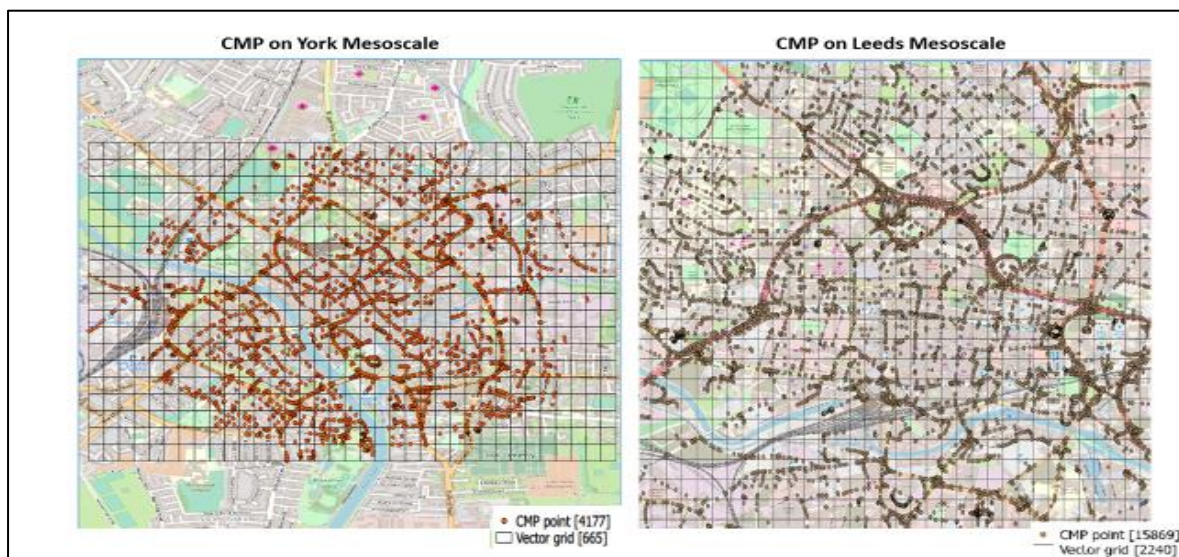 CMP on York Mesoscale
CMP on Leeds Mesoscale
CMP point [4177]
Vector grid [665]
CMP point [15869]
Vector grid [2240]